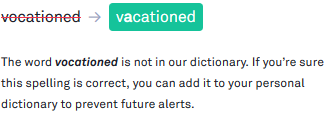 vocationed → vacationed
The word vocationed is not in our dictionary. If you're sure
this spelling is correct, you can add it to your personal
dictionary to prevent future alerts.